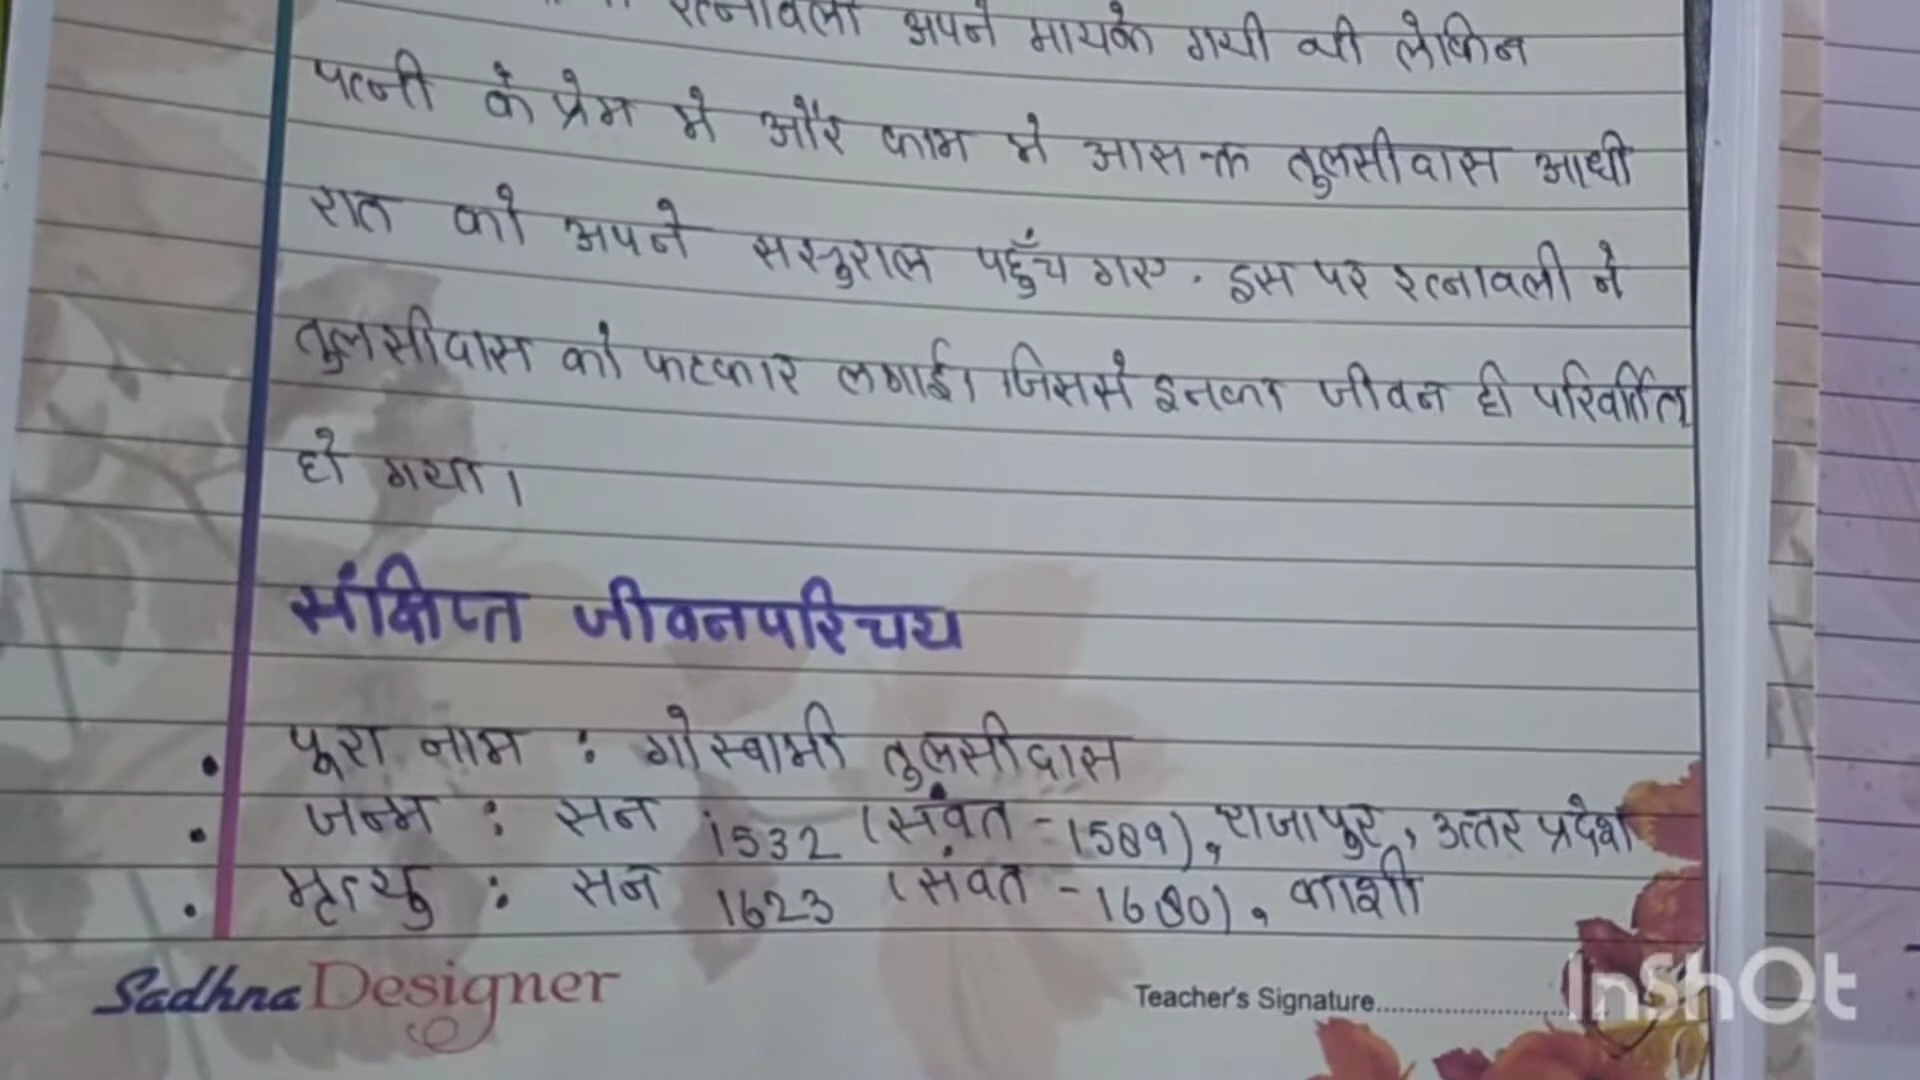 रत्नावली अपने मायके गयी थी लेकिन
पत्नी के प्रेम मे और काम मे आसक्त तुलसीदास आधी
रात को अपने ससुराल पहुँच गए . इस पर रत्नावली ने
तुलसीदास को फटकार लगाई। जिससे इनका जीवन ही परिवर्तित
हो गया।
संक्षिप्त जीवनपरिचय
• पूरा नाम : गोस्वामी तुलसीदास
• जन्म : सन 1532 (संवत - 1589), राजापुर, उत्तर प्रदेश
• मृत्यु : सन 1623 (संवत - 1680), काशी
Sadhna Designer
Teacher's Signature
InShOt